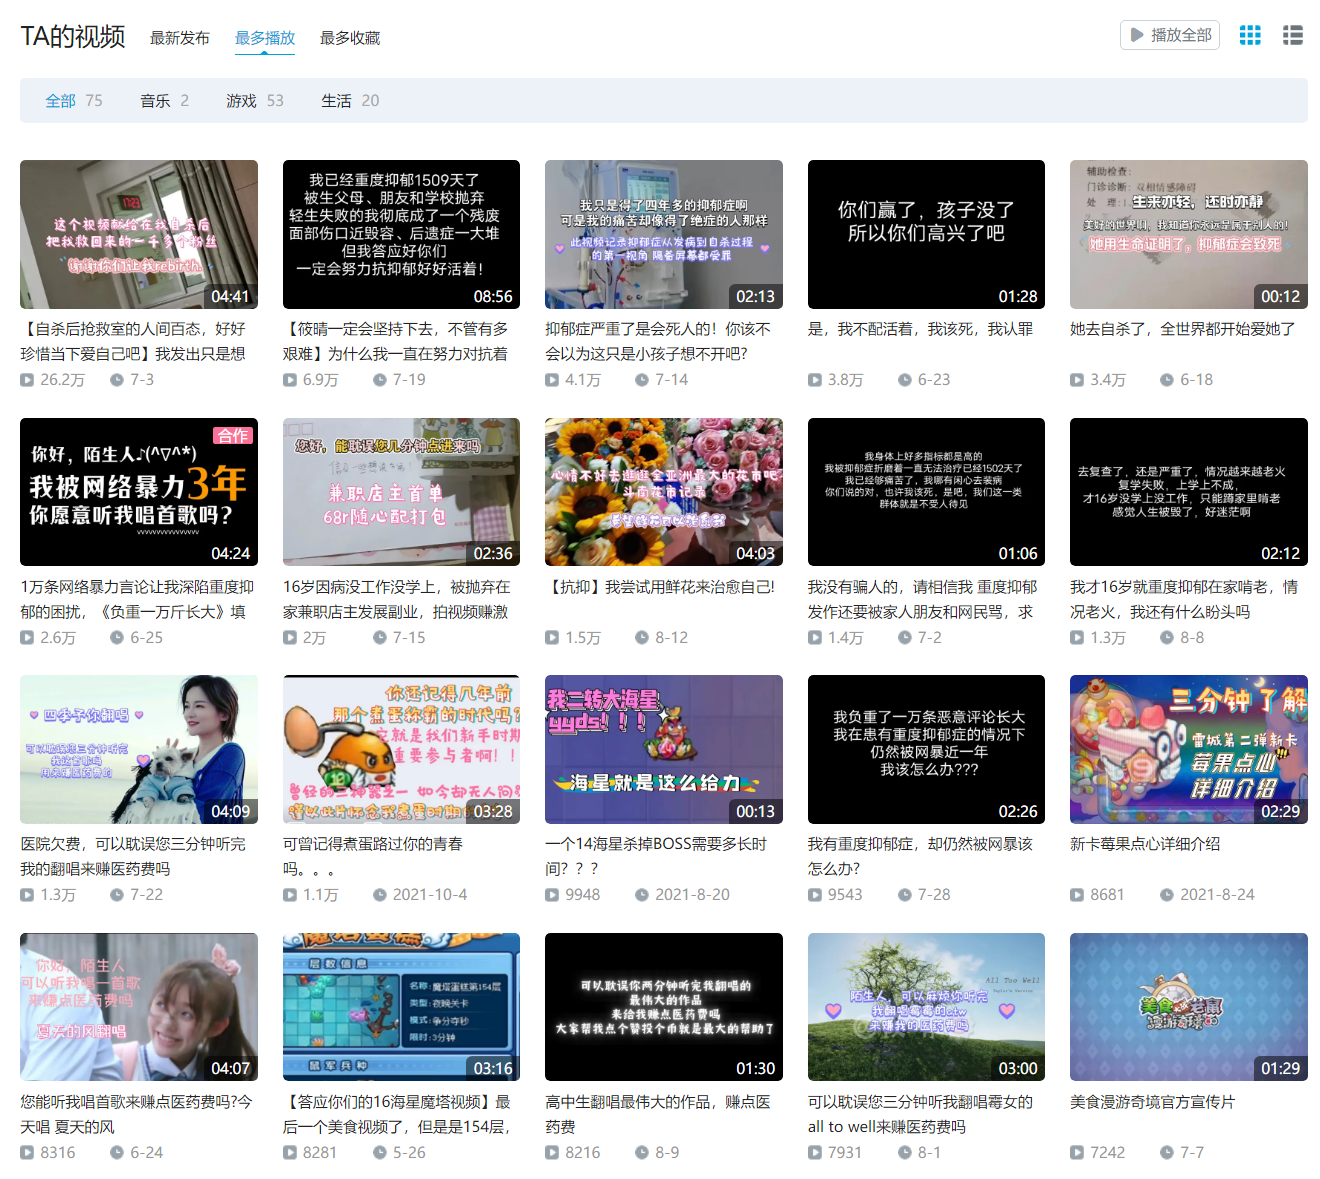 TA的视频
最新发布
最多播放
最多收藏
播放全部
全部 75
音乐 2
游戏 53
生活 20
17:23
这个视频献给在我自杀后
把我救回来的一千多个粉丝
谢谢你们让我rebirth.
04:41
【自杀后抢救室的人间百态，好好
珍惜当下爱自己吧】我发出只是想
26.2万 7-3
我已经重度抑郁1509天了
被生父母、朋友和学校抛弃
轻生失败的我彻底成了一个残废
面部伤口近毁容、后遗症一大堆
但我答应好你们
一定会努力抗抑郁好好活着！
08:56
【筱晴一定会坚持下去，不管有多
艰难】为什么我一直在努力对抗着
6.9万 7-19
我只是得了四年多的抑郁症啊
可是我的痛苦却像得了绝症的人那样
此视频记录抑郁症从发病到自杀过程
的第一视角 隔着屏幕都受罪
02:13
抑郁症严重了是会死人的！你该不
会以为这只是小孩子想不开吧？
4.1万 7-14
你们赢了，孩子没了
所以你们高兴了吧
01:28
是，我不配活着，我该死，我认罪
3.8万 6-23
辅助检查：
门诊诊断：双相情感障碍
处 理：1.
生来亦轻，还时亦静
美好的世界啊，我知道你永远是属于别人的！
她用生命证明了，抑郁症会致死
00:12
她去自杀了，全世界都开始爱她了
3.4万 6-18
合作
你好，陌生人♪(^∇^*)
我被网络暴力3年
你愿意听我唱首歌吗？
04:24
1万条网络暴力言论让我深陷重度抑
郁的困扰，《负重一万斤长大》填
2.6万 6-25
您好，能耽误您几分钟点进来吗
兼职店主首单
68r随心配打包
02:36
16岁因病没工作没学上，被抛弃在
家兼职店主发展副业，拍视频赚激
2万 7-15
心情不好去逛逛全亚洲最大的花市吧
斗南花市记录
04:03
【抗抑】我尝试用鲜花来治愈自己!
1.5万 8-12
我身体上好多指标都是高的
我被抑郁症折磨着一直无法治疗已经1502天了
我已经够痛苦了，我哪有闲心去装病
你们说的对，也许我该死，是吧，我们这一类
群体就是不受人待见
01:06
我没有骗人的，请相信我 重度抑郁
发作还要被家人朋友和网民骂，求
1.4万 7-2
去复查了，还是严重了，情况越来越老火
复学失败，上学上不成，
才16岁没学上没工作，只能蹲家里啃老
感觉人生被毁了，好迷茫啊
02:12
我才16岁就重度抑郁在家啃老，情
况老火，我还有什么盼头吗
1.3万 8-8
四季予你翻唱
可以耽误您三分钟听完
我这首歌吗
用来赚医药费的
04:09
医院欠费，可以耽误您三分钟听完
我的翻唱来赚医药费吗
1.3万 7-22
你还记得几年前
那个煮蛋称霸的时代吗？
它就是我们新手时期
重要参与者啊！！
曾经的三神器之一 如今却无人问
谨以此片怀念我煮蛋时期
03:28
可曾记得煮蛋路过你的青春
吗。。。
1.1万 2021-10-4
我二转大海星
yyds！！！
海星就是这么给力
00:13
一个14海星杀掉BOSS需要多长时
间？？？
9948 2021-8-20
我负重了一万条恶意评论长大
我在患有重度抑郁症的情况下
仍然被网暴近一年
我该怎么办???
02:26
我有重度抑郁症，却仍然被网暴该
怎么办？
9543 7-28
三分钟了解
雷城第二弹新卡
莓果点心
详细介绍
02:29
新卡莓果点心详细介绍
8681 2021-8-24
你好，陌生人
可以听我唱一首歌
来赚点医药费吗
夏天的风翻唱
04:07
您能听我唱首歌来赚点医药费吗?今
天唱 夏天的风
8316 6-24
魔塔蛋糕
层数信息
名称：魔塔蛋糕第154层
类型：夜晚关卡
模式：争分夺秒
限时：3分钟
鼠军兵种
03:16
【答应你们的16海星魔塔视频】最
后一个美食视频了，但是是154层，
8281 5-26
可以耽误你两分钟听完我翻唱的
最伟大的作品
来给我赚点医药费吗
大家帮我点个赞投个币就是最大的帮助了
01:30
高中生翻唱最伟大的作品，赚点医
药费
8216 8-9
All Too Well
陌生人，可以麻烦你听完
我翻唱霉霉的atw
来赚我的医药费吗
03:00
可以耽误您三分钟听我翻唱霉女的
all to well来赚医药费吗
7931 8-1
美食大战老鼠
漫游奇境
01:29
美食漫游奇境官方宣传片
7242 7-7